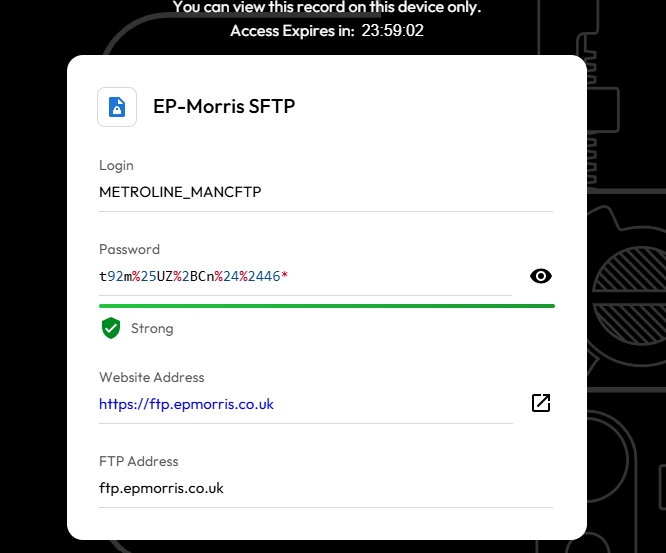 You can view this record on this device only.
Access Expires in: 23:59:02
EP-Morris SFTP
Login
METROLINE_MANCFTP
Password
t92m%25UZ%2BCn%24%2446*
Strong
Website Address
https://ftp.epmorris.co.uk
FTP Address
ftp.epmorris.co.uk